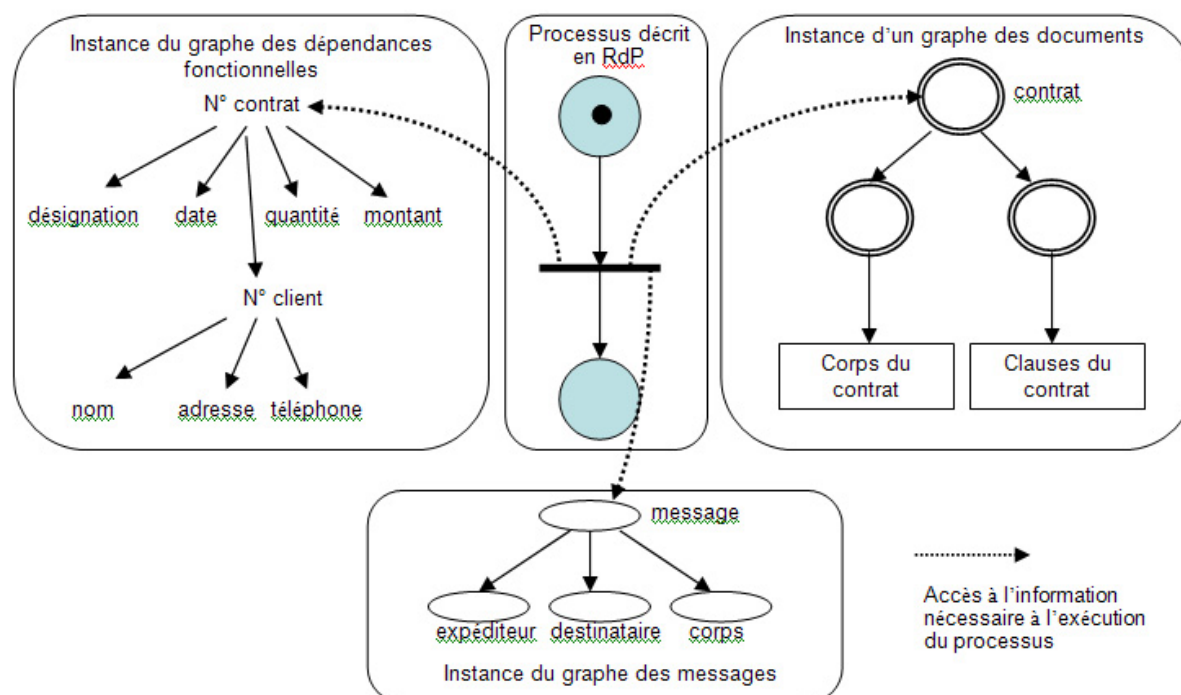 Instance du graphe des dépendances
fonctionnelles
N° contrat
désignation date quantité montant
N° client
nom adresse téléphone
Processus décrit
en RdP
Instance d'un graphe des documents
contrat
Corps du
contrat
Clauses du
contrat
message
expéditeur destinataire corps
Instance du graphe des messages
Accès à l'information
nécessaire à l'exécution
du processus